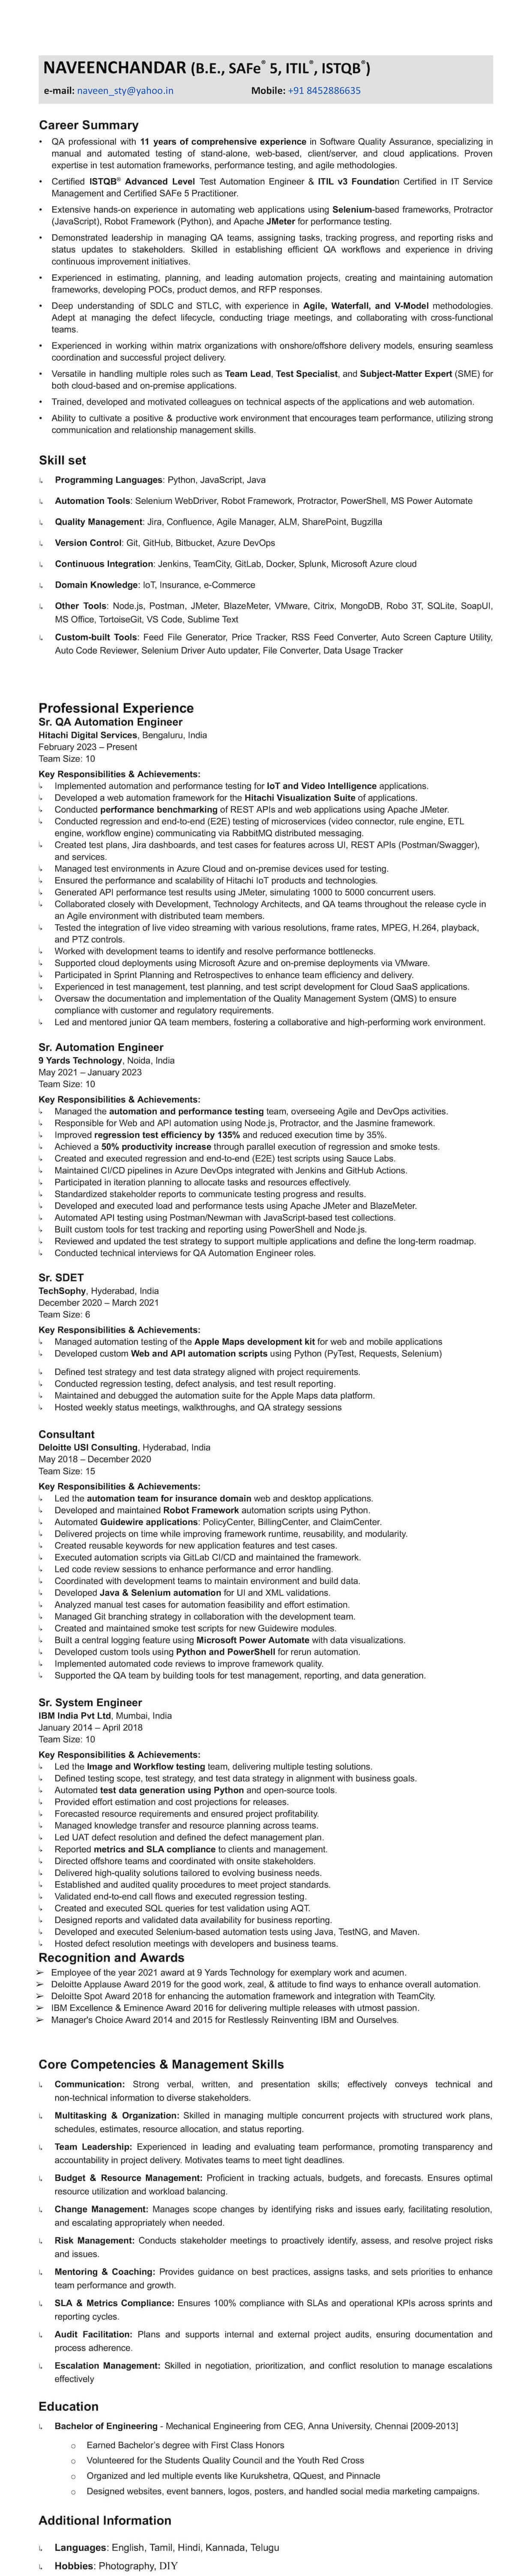 NAVEENCHANDAR (B.E., SAFe® 5, ITIL®, ISTQB®)
e-mail: naveen_sty@yahoo.in Mobile: +91 8452886635
Career Summary
• QA professional with 11 years of comprehensive experience in Software Quality Assurance, specializing in
manual and automated testing of stand-alone, web-based, client/server, and cloud applications. Proven
expertise in test automation frameworks, performance testing, and agile methodologies.
• Certified ISTQB® Advanced Level Test Automation Engineer & ITIL v3 Foundation Certified in IT Service
Management and Certified SAFe 5 Practitioner.
• Extensive hands-on experience in automating web applications using Selenium-based frameworks, Protractor
(JavaScript), Robot Framework (Python), and Apache JMeter for performance testing.
• Demonstrated leadership in managing QA teams, assigning tasks, tracking progress, and reporting risks and
status updates to stakeholders. Skilled in establishing efficient QA workflows and experience in driving
continuous improvement initiatives.
• Experienced in estimating, planning, and leading automation projects, creating and maintaining automation
frameworks, developing POCs, product demos, and RFP responses.
• Deep understanding of SDLC and STLC, with experience in Agile, Waterfall, and V-Model methodologies.
Adept at managing the defect lifecycle, conducting triage meetings, and collaborating with cross-functional
teams.
• Experienced in working within matrix organizations with onshore/offshore delivery models, ensuring seamless
coordination and successful project delivery.
• Versatile in handling multiple roles such as Team Lead, Test Specialist, and Subject-Matter Expert (SME) for
both cloud-based and on-premise applications.
• Trained, developed and motivated colleagues on technical aspects of the applications and web automation.
• Ability to cultivate a positive & productive work environment that encourages team performance, utilizing strong
communication and relationship management skills.
Skill set
↳ Programming Languages: Python, JavaScript, Java
↳ Automation Tools: Selenium WebDriver, Robot Framework, Protractor, PowerShell, MS Power Automate
↳ Quality Management: Jira, Confluence, Agile Manager, ALM, SharePoint, Bugzilla
↳ Version Control: Git, GitHub, Bitbucket, Azure DevOps
↳ Continuous Integration: Jenkins, TeamCity, GitLab, Docker, Splunk, Microsoft Azure cloud
↳ Domain Knowledge: IoT, Insurance, e-Commerce
↳ Other Tools: Node.js, Postman, JMeter, BlazeMeter, VMware, Citrix, MongoDB, Robo 3T, SQLite, SoapUI,
MS Office, TortoiseGit, VS Code, Sublime Text
↳ Custom-built Tools: Feed File Generator, Price Tracker, RSS Feed Converter, Auto Screen Capture Utility,
Auto Code Reviewer, Selenium Driver Auto updater, File Converter, Data Usage Tracker
Professional Experience
Sr. QA Automation Engineer
Hitachi Digital Services, Bengaluru, India
February 2023 – Present
Team Size: 10
Key Responsibilities & Achievements:
↳ Implemented automation and performance testing for IoT and Video Intelligence applications.
↳ Developed a web automation framework for the Hitachi Visualization Suite of applications.
↳ Conducted performance benchmarking of REST APIs and web applications using Apache JMeter.
↳ Conducted regression and end-to-end (E2E) testing of microservices (video connector, rule engine, ETL
engine, workflow engine) communicating via RabbitMQ distributed messaging.
↳ Created test plans, Jira dashboards, and test cases for features across UI, REST APIs (Postman/Swagger),
and services.
↳ Managed test environments in Azure Cloud and on-premise devices used for testing.
↳ Ensured the performance and scalability of Hitachi IoT products and technologies.
↳ Generated API performance test results using JMeter, simulating 1000 to 5000 concurrent users.
↳ Collaborated closely with Development, Technology Architects, and QA teams throughout the release cycle in
an Agile environment with distributed team members.
↳ Tested the integration of live video streaming with various resolutions, frame rates, MPEG, H.264, playback,
and PTZ controls.
↳ Worked with development teams to identify and resolve performance bottlenecks.
↳ Supported cloud deployments using Microsoft Azure and on-premise deployments via VMware.
↳ Participated in Sprint Planning and Retrospectives to enhance team efficiency and delivery.
↳ Experienced in test management, test planning, and test script development for Cloud SaaS applications.
↳ Oversaw the documentation and implementation of the Quality Management System (QMS) to ensure
compliance with customer and regulatory requirements.
↳ Led and mentored junior QA team members, fostering a collaborative and high-performing work environment.
Sr. Automation Engineer
9 Yards Technology, Noida, India
May 2021 – January 2023
Team Size: 10
Key Responsibilities & Achievements:
↳ Managed the automation and performance testing team, overseeing Agile and DevOps activities.
↳ Responsible for Web and API automation using Node.js, Protractor, and the Jasmine framework.
↳ Improved regression test efficiency by 135% and reduced execution time by 35%.
↳ Achieved a 50% productivity increase through parallel execution of regression and smoke tests.
↳ Created and executed regression and end-to-end (E2E) test scripts using Sauce Labs.
↳ Maintained CI/CD pipelines in Azure DevOps integrated with Jenkins and GitHub Actions.
↳ Participated in iteration planning to allocate tasks and resources effectively.
↳ Standardized stakeholder reports to communicate testing progress and results.
↳ Developed and executed load and performance tests using Apache JMeter and BlazeMeter.
↳ Automated API testing using Postman/Newman with JavaScript-based test collections.
↳ Built custom tools for test tracking and reporting using PowerShell and Node.js.
↳ Reviewed and updated the test strategy to support multiple applications and define the long-term roadmap.
↳ Conducted technical interviews for QA Automation Engineer roles.
Sr. SDET
TechSophy, Hyderabad, India
December 2020 – March 2021
Team Size: 6
Key Responsibilities & Achievements:
↳ Managed automation testing of the Apple Maps development kit for web and mobile applications
↳ Developed custom Web and API automation scripts using Python (PyTest, Requests, Selenium)
↳ Defined test strategy and test data strategy aligned with project requirements.
↳ Conducted regression testing, defect analysis, and test result reporting.
↳ Maintained and debugged the automation suite for the Apple Maps data platform.
↳ Hosted weekly status meetings, walkthroughs, and QA strategy sessions
Consultant
Deloitte USI Consulting, Hyderabad, India
May 2018 – December 2020
Team Size: 15
Key Responsibilities & Achievements:
↳ Led the automation team for insurance domain web and desktop applications.
↳ Developed and maintained Robot Framework automation scripts using Python.
↳ Automated Guidewire applications: PolicyCenter, BillingCenter, and ClaimCenter.
↳ Delivered projects on time while improving framework runtime, reusability, and modularity.
↳ Created reusable keywords for new application features and test cases.
↳ Executed automation scripts via GitLab CI/CD and maintained the framework.
↳ Led code review sessions to enhance performance and error handling.
↳ Coordinated with development teams to maintain environment and build data.
↳ Developed Java & Selenium automation for UI and XML validations.
↳ Analyzed manual test cases for automation feasibility and effort estimation.
↳ Managed Git branching strategy in collaboration with the development team.
↳ Created and maintained smoke test scripts for new Guidewire modules.
↳ Built a central logging feature using Microsoft Power Automate with data visualizations.
↳ Developed custom tools using Python and PowerShell for rerun automation.
↳ Implemented automated code reviews to improve framework quality.
↳ Supported the QA team by building tools for test management, reporting, and data generation.
Sr. System Engineer
IBM India Pvt Ltd, Mumbai, India
January 2014 – April 2018
Team Size: 10
Key Responsibilities & Achievements:
↳ Led the Image and Workflow testing team, delivering multiple testing solutions.
↳ Defined testing scope, test strategy, and test data strategy in alignment with business goals.
↳ Automated test data generation using Python and open-source tools.
↳ Provided effort estimation and cost projections for releases.
↳ Forecasted resource requirements and ensured project profitability.
↳ Managed knowledge transfer and resource planning across teams.
↳ Led UAT defect resolution and defined the defect management plan.
↳ Reported metrics and SLA compliance to clients and management.
↳ Directed offshore teams and coordinated with onsite stakeholders.
↳ Delivered high-quality solutions tailored to evolving business needs.
↳ Established and audited quality procedures to meet project standards.
↳ Validated end-to-end call flows and executed regression testing.
↳ Created and executed SQL queries for test validation using AQT.
↳ Designed reports and validated data availability for business reporting.
↳ Developed and executed Selenium-based automation tests using Java, TestNG, and Maven.
↳ Hosted defect resolution meetings with developers and business teams.
Recognition and Awards
➢ Employee of the year 2021 award at 9 Yards Technology for exemplary work and acumen.
➢ Deloitte Applause Award 2019 for the good work, zeal, & attitude to find ways to enhance overall automation.
➢ Deloitte Spot Award 2018 for enhancing the automation framework and integration with TeamCity.
➢ IBM Excellence & Eminence Award 2016 for delivering multiple releases with utmost passion.
➢ Manager's Choice Award 2014 and 2015 for Restlessly Reinventing IBM and Ourselves.
Core Competencies & Management Skills
↳ Communication: Strong verbal, written, and presentation skills; effectively conveys technical and
non-technical information to diverse stakeholders.
↳ Multitasking & Organization: Skilled in managing multiple concurrent projects with structured work plans,
schedules, estimates, resource allocation, and status reporting.
↳ Team Leadership: Experienced in leading and evaluating team performance, promoting transparency and
accountability in project delivery. Motivates teams to meet tight deadlines.
↳ Budget & Resource Management: Proficient in tracking actuals, budgets, and forecasts. Ensures optimal
resource utilization and workload balancing.
↳ Change Management: Manages scope changes by identifying risks and issues early, facilitating resolution,
and escalating appropriately when needed.
↳ Risk Management: Conducts stakeholder meetings to proactively identify, assess, and resolve project risks
and issues.
↳ Mentoring & Coaching: Provides guidance on best practices, assigns tasks, and sets priorities to enhance
team performance and growth.
↳ SLA & Metrics Compliance: Ensures 100% compliance with SLAs and operational KPIs across sprints and
reporting cycles.
↳ Audit Facilitation: Plans and supports internal and external project audits, ensuring documentation and
process adherence.
↳ Escalation Management: Skilled in negotiation, prioritization, and conflict resolution to manage escalations
effectively
Education
↳ Bachelor of Engineering - Mechanical Engineering from CEG, Anna University, Chennai [2009-2013]
o Earned Bachelor's degree with First Class Honors
o Volunteered for the Students Quality Council and the Youth Red Cross
o Organized and led multiple events like Kurukshetra, QQuest, and Pinnacle
o Designed websites, event banners, logos, posters, and handled social media marketing campaigns.
Additional Information
↳ Languages: English, Tamil, Hindi, Kannada, Telugu
↳ Hobbies: Photography, DIY